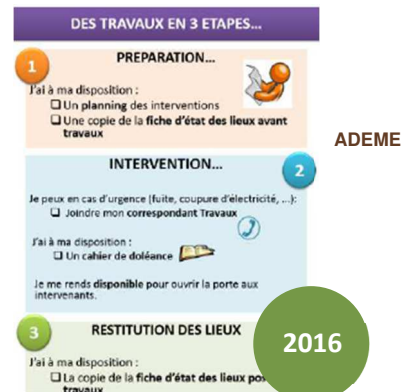 DES TRAVAUX EN 3 ETAPES...
1
PREPARATION...
J'ai à ma disposition :
❑ Un planning des interventions
❑ Une copie de la fiche d'état des lieux avant
travaux
ADEME
INTERVENTION...
2
Je peux en cas d'urgence (fuite, coupure d'électricité, ...):
❑ Joindre mon correspondant Travaux
J'ai à ma disposition :
❑ Un cahier de doléance
Je me rends disponible pour ouvrir la porte aux
intervenants.
3
RESTITUTION DES LIEUX
2016
J'ai à ma disposition :
❑ La copie de la fiche d'état des lieux
travaux